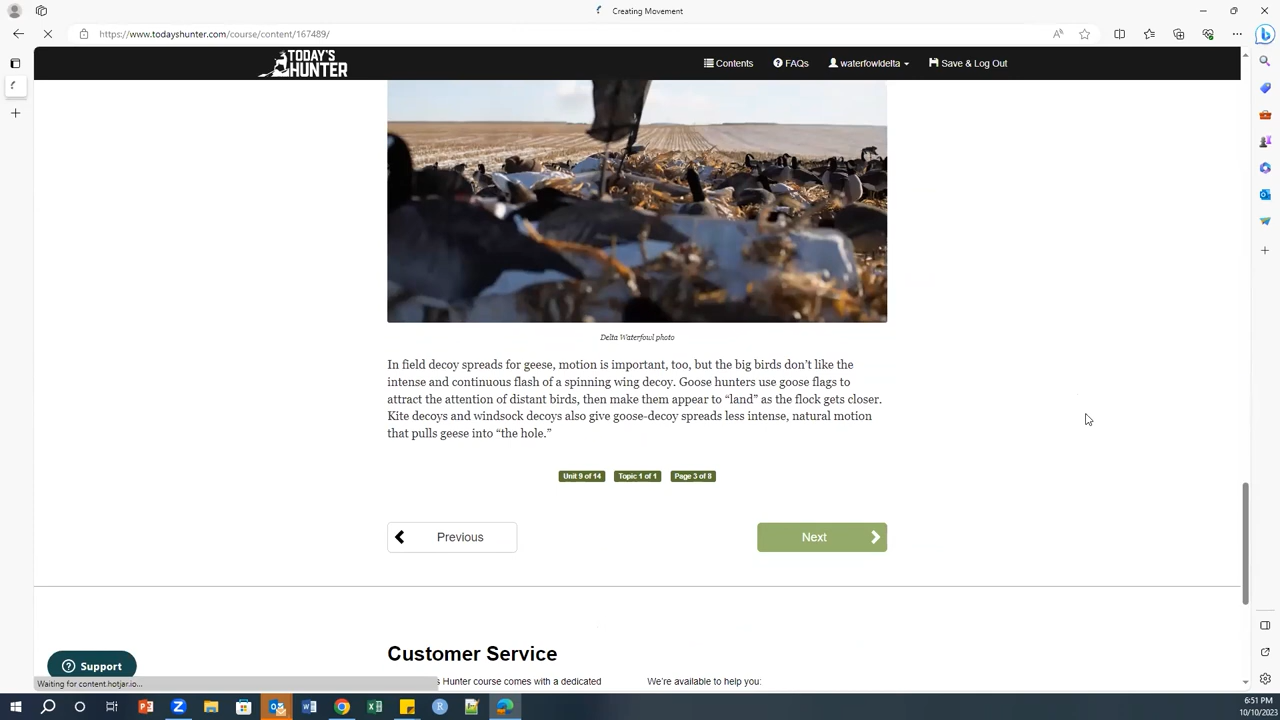 Creating Movement
https://www.todayshunter.com/course/content/167489/
TODAY'S
HUNTER
Contents
FAQs
waterfowldelta
Save & Log Out
Delta Waterfowl photo
In field decoy spreads for geese, motion is important, too, but the big birds don’t like the
intense and continuous flash of a spinning wing decoy. Goose hunters use goose flags to
attract the attention of distant birds, then make them appear to “land” as the flock gets closer.
Kite decoys and windsock decoys also give goose-decoy spreads less intense, natural motion
that pulls geese into “the hole.”
Unit 9 of 14
Topic 1 of 1
Page 3 of 8
Previous
Next
Customer Service
s Hunter course comes with a dedicated
We're available to help you:
Support
Waiting for content.hotjar.io...
6:51 PM
10/10/2023